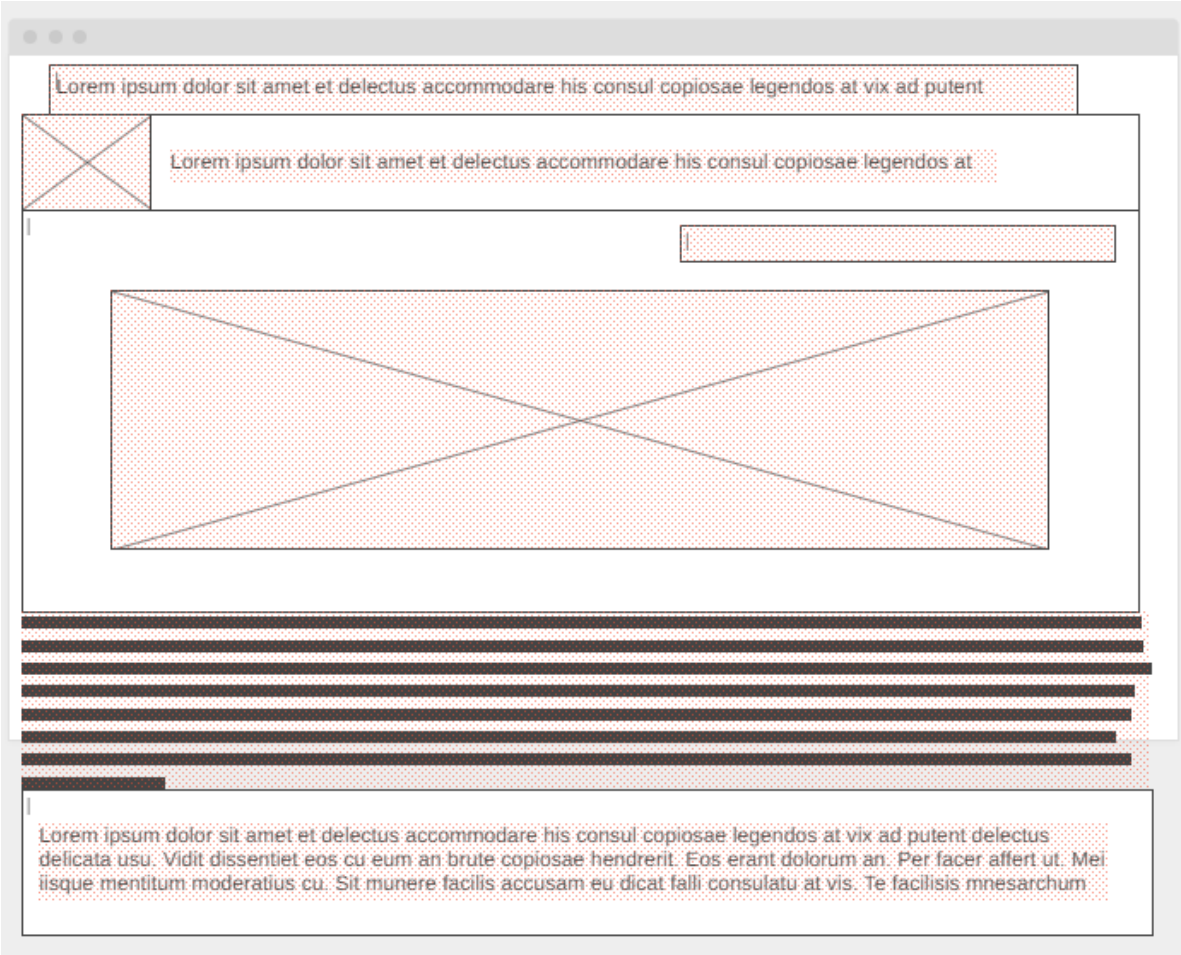 Lorem ipsum dolor sit amet et delectus accommodare his consul copiosae legendos at vix ad putent
Lorem ipsum dolor sit amet et delectus accommodare his consul copiosae legendos at
Lorem ipsum dolor sit amet et delectus accommodare his consul copiosae legendos at vix ad putent delectus
delicata usu. Vidit dissentiet eos cu eum an brute copiosae hendrerit. Eos erant dolorum an. Per facer affert ut. Mei
iisque mentitum moderatius cu. Sit munere facilis accusam eu dicat falli consulatu at vis. Te facilisis mnesarchum